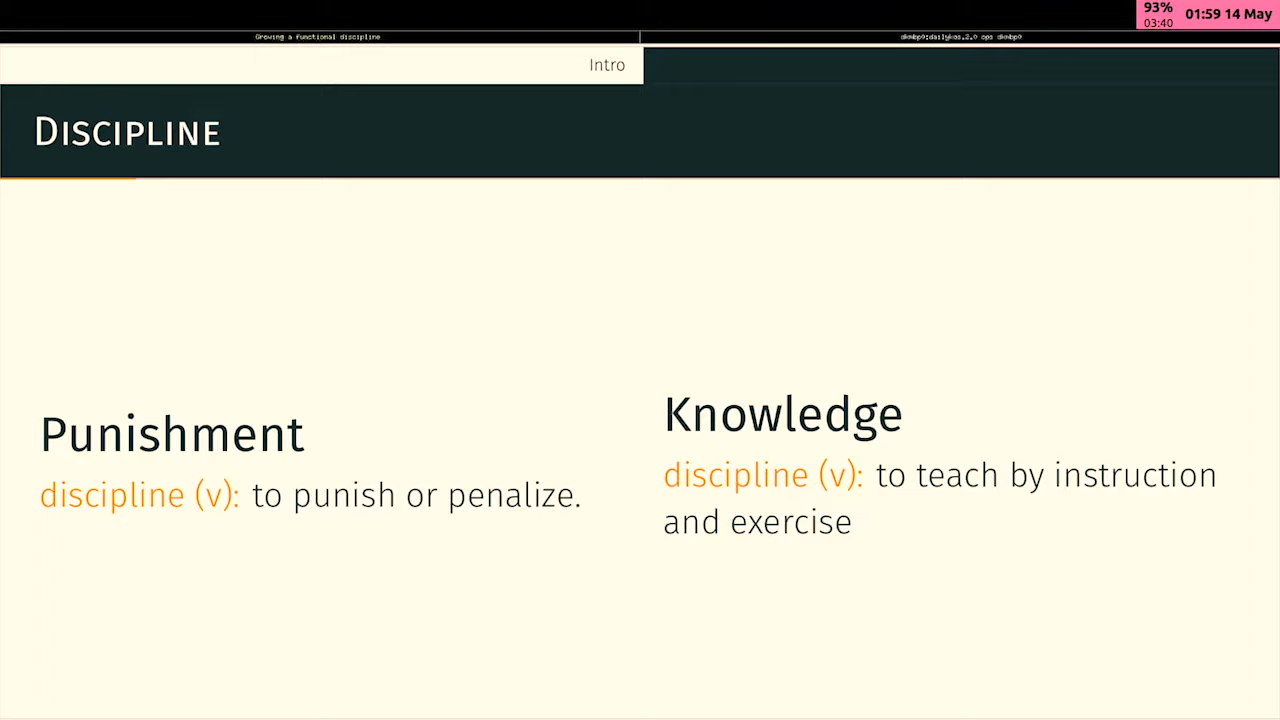 93%
03:40
01:59 14 May
Growing a functional discipline
Intro
DISCIPLINE
Punishment
discipline (v): to punish or penalize.
Knowledge
discipline (v): to teach by instruction
and exercise